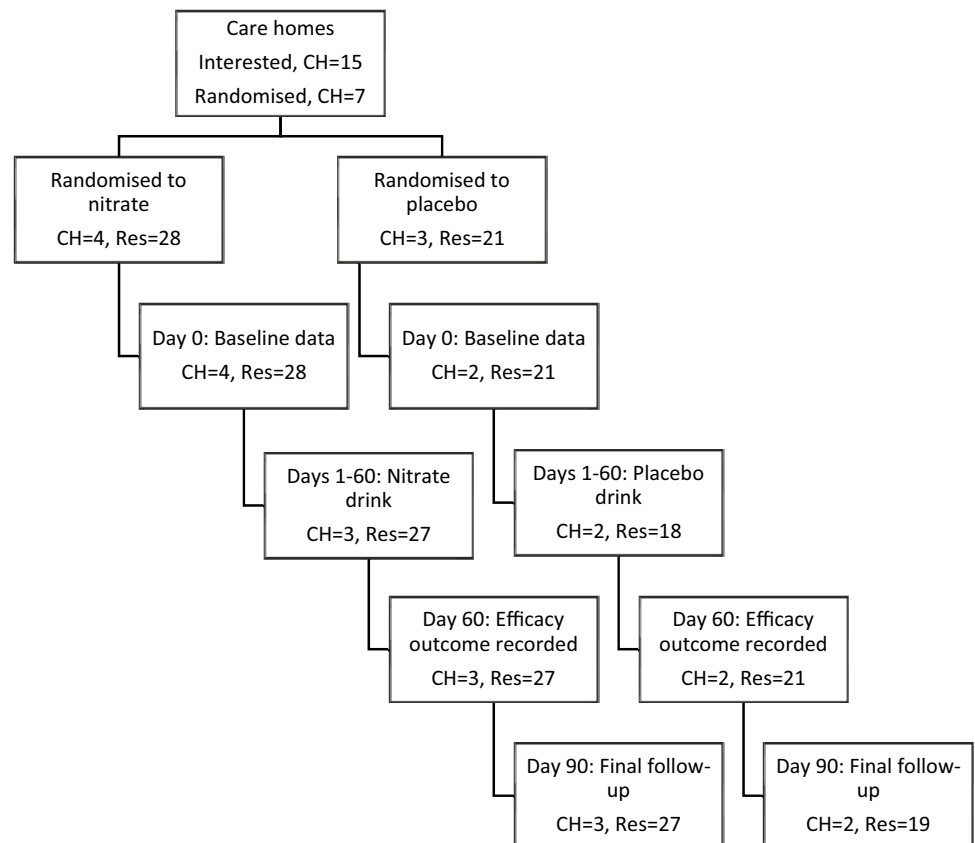 Care homes
Interested, CH=15
Randomised, CH=7
Randomised to
nitrate
CH=4, Res=28
Randomised to
placebo
CH=3, Res=21
Day 0: Baseline data
CH=4, Res=28
Day 0: Baseline data
CH=2, Res=21
Days 1-60: Nitrate
drink
CH=3, Res=27
Days 1-60: Placebo
drink
CH=2, Res=18
Day 60: Efficacy
outcome recorded
CH=3, Res=27
Day 60: Efficacy
outcome recorded
CH=2, Res=21
Day 90: Final follow-
up
CH=3, Res=27
Day 90: Final follow-
up
CH=2, Res=19